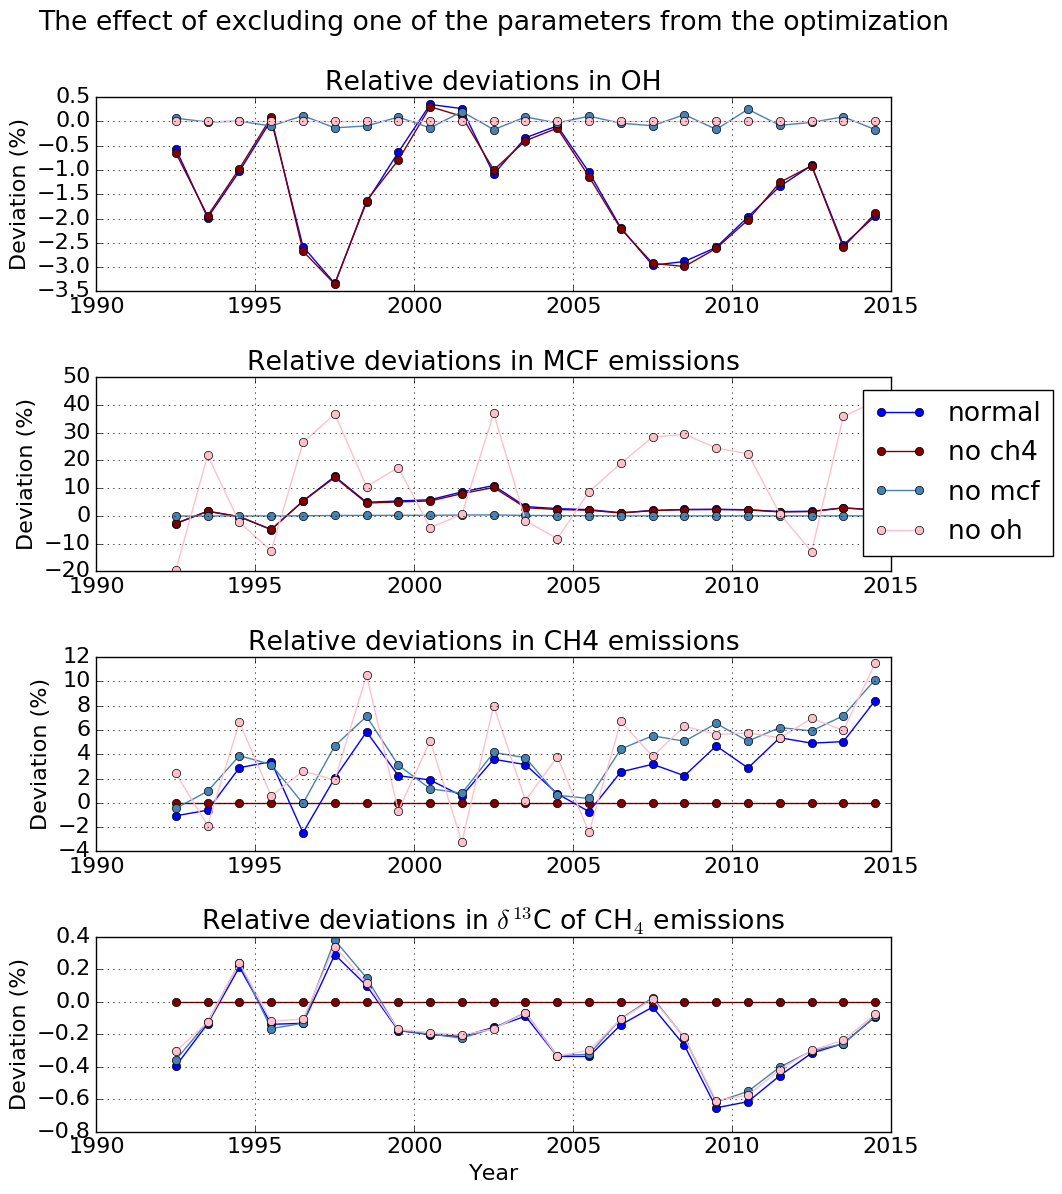 The effect of excluding one of the parameters from the optimization
Relative deviations in OH
Deviation (%)
0.5
0.0
−0.5
−1.0
−1.5
−2.0
−2.5
−3.0
−3.5
1990 1995 2000 2005 2010 2015
Relative deviations in MCF emissions
Deviation (%)
50
40
30
20
10
0
−10
−20
1990 1995 2000 2005 2010 2015
normal
no ch4
no mcf
no oh
Relative deviations in CH4 emissions
Deviation (%)
12
10
8
6
4
2
0
−2
−4
1990 1995 2000 2005 2010 2015
Relative deviations in δ¹³C of CH₄ emissions
Deviation (%)
0.4
0.2
0.0
−0.2
−0.4
−0.6
−0.8
1990 1995 2000 2005 2010 2015
Year